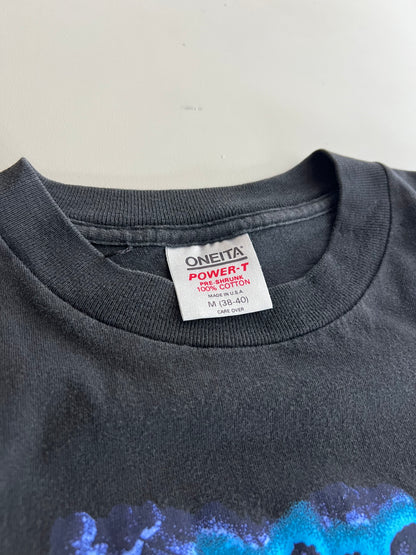 ONEITA
POWER-T
PRE-SHRUNK
100% COTTON
MADE IN U.S.A.
M (38-40)
CARE OVER